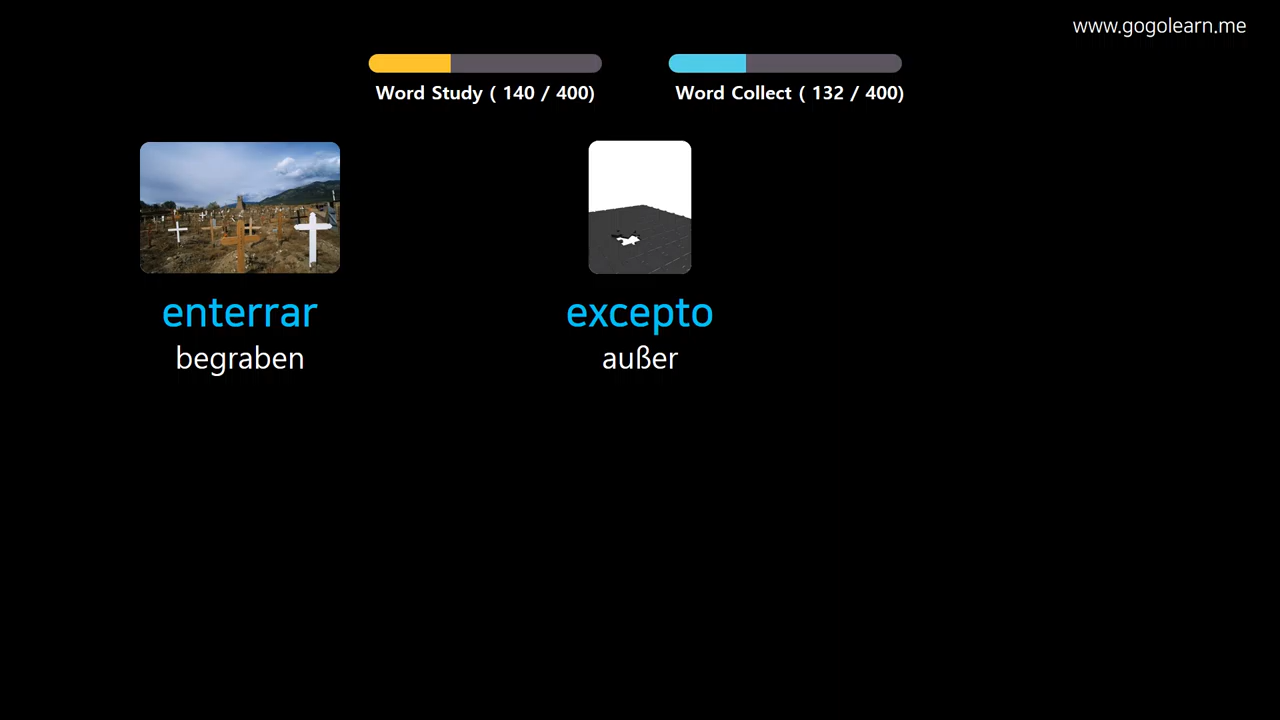 www.gogolearn.me
Word Study ( 140 / 400)
Word Collect ( 132 / 400)
enterrar
begraben
excepto
außer